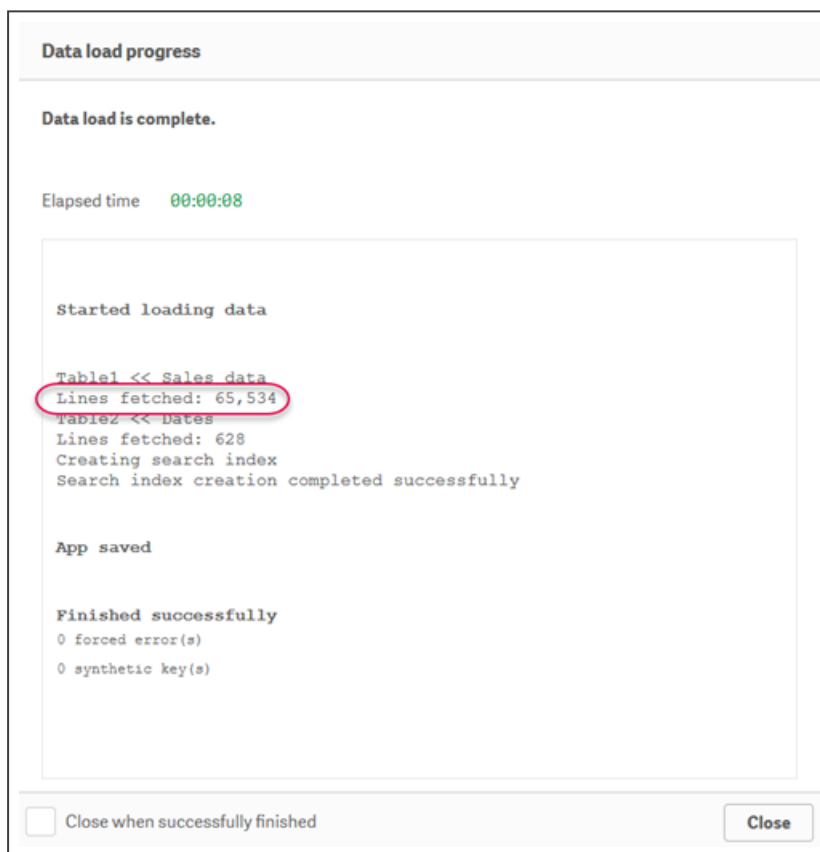 Data load progress
Data load is complete.
Elapsed time 00:00:08
Started loading data
Table1 << Sales data
Lines fetched: 65,534
Table2 << Dates
Lines fetched: 628
Creating search index
Search index creation completed successfully
App saved
Finished successfully
0 forced error(s)
0 synthetic key(s)
Close when successfully finished
Close